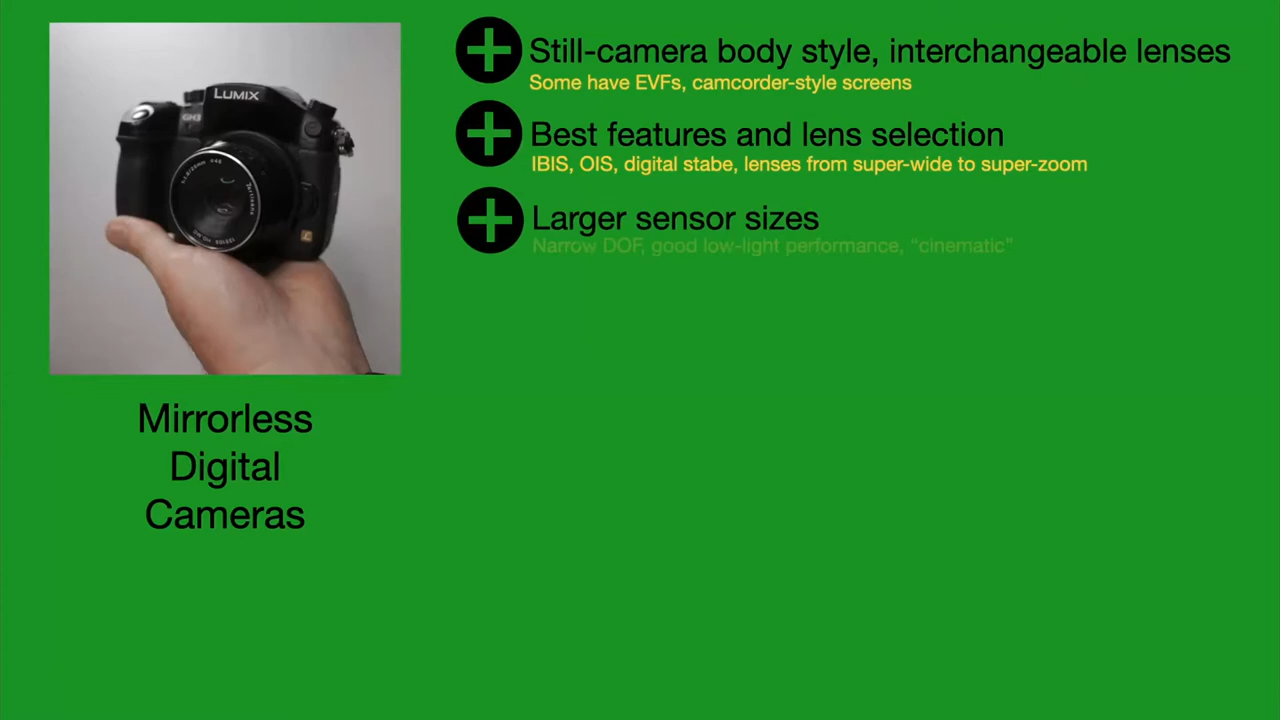 LUMIX
GH3
Mirrorless
Digital
Cameras
Still-camera body style, interchangeable lenses
Some have EVFs, camcorder-style screens
Best features and lens selection
IBIS, OIS, digital stabe, lenses from super-wide to super-zoom
Larger sensor sizes
Narrow DOF, good low-light performance, “cinematic”